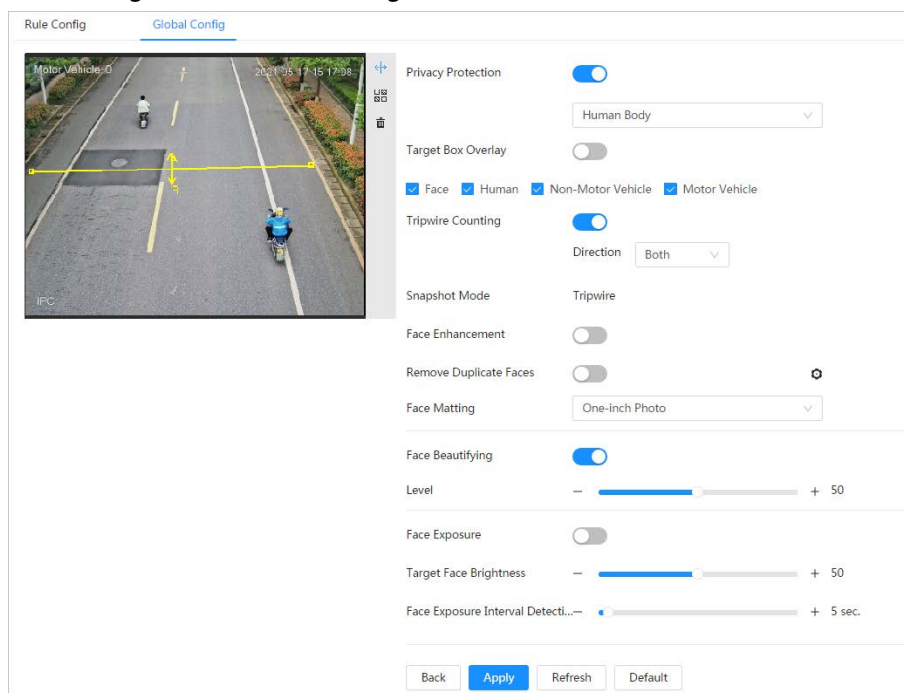 Rule Config Global Config
Motor Vehicle: 0
IPC
Privacy Protection
Human Body
Target Box Overlay
Face Human Non-Motor Vehicle Motor Vehicle
Tripwire Counting
Direction Both
Snapshot Mode Tripwire
Face Enhancement
Remove Duplicate Faces
Face Matting One-inch Photo
Face Beautifying
Level − + 50
Face Exposure
Target Face Brightness − + 50
Face Exposure Interval Detecti... − + 5 sec.
Back Apply Refresh Default